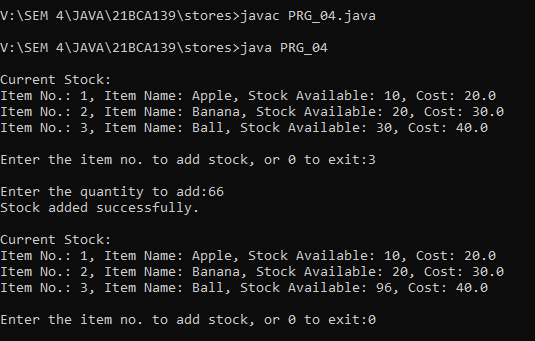 V:\SEM 4\JAVA\21BCA139\stores>javac PRG_04.java
V:\SEM 4\JAVA\21BCA139\stores>java PRG_04
Current Stock:
Item No.: 1, Item Name: Apple, Stock Available: 10, Cost: 20.0
Item No.: 2, Item Name: Banana, Stock Available: 20, Cost: 30.0
Item No.: 3, Item Name: Ball, Stock Available: 30, Cost: 40.0
Enter the item no. to add stock, or 0 to exit:3
Enter the quantity to add:66
Stock added successfully.
Current Stock:
Item No.: 1, Item Name: Apple, Stock Available: 10, Cost: 20.0
Item No.: 2, Item Name: Banana, Stock Available: 20, Cost: 30.0
Item No.: 3, Item Name: Ball, Stock Available: 96, Cost: 40.0
Enter the item no. to add stock, or 0 to exit:0